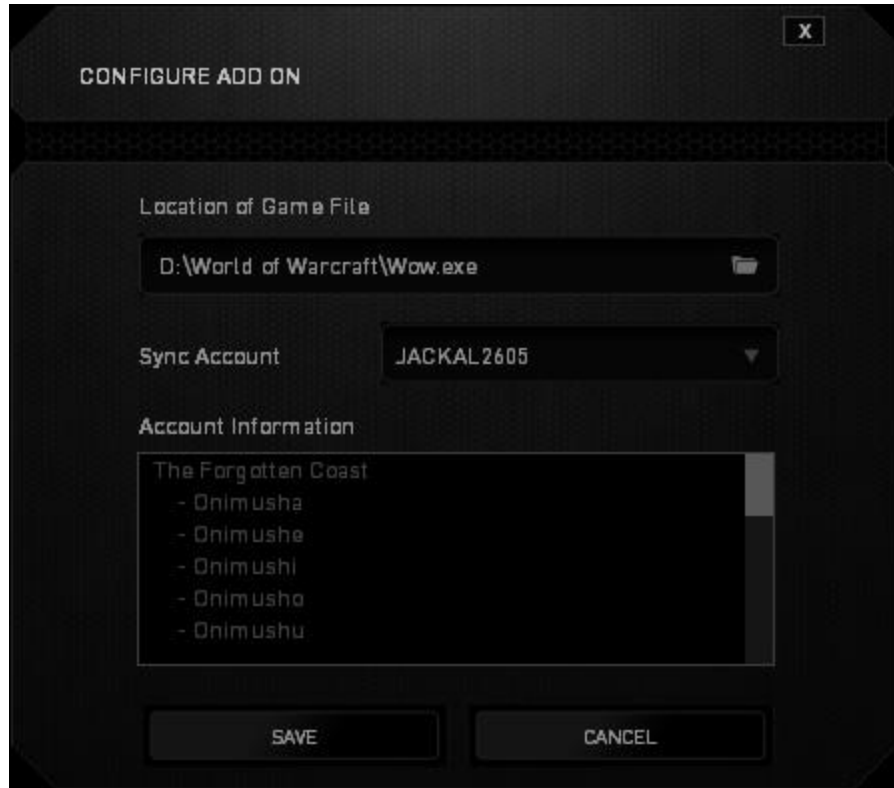 X
CONFIGURE ADD ON
Location of Game File
D:\World of Warcraft\Wow.exe
Sync Account
JACKAL2605
Account Information
The Forgotten Coast
- Onimusha
- Onimushe
- Onimushi
- Onimusho
- Onimushu
SAVE
CANCEL